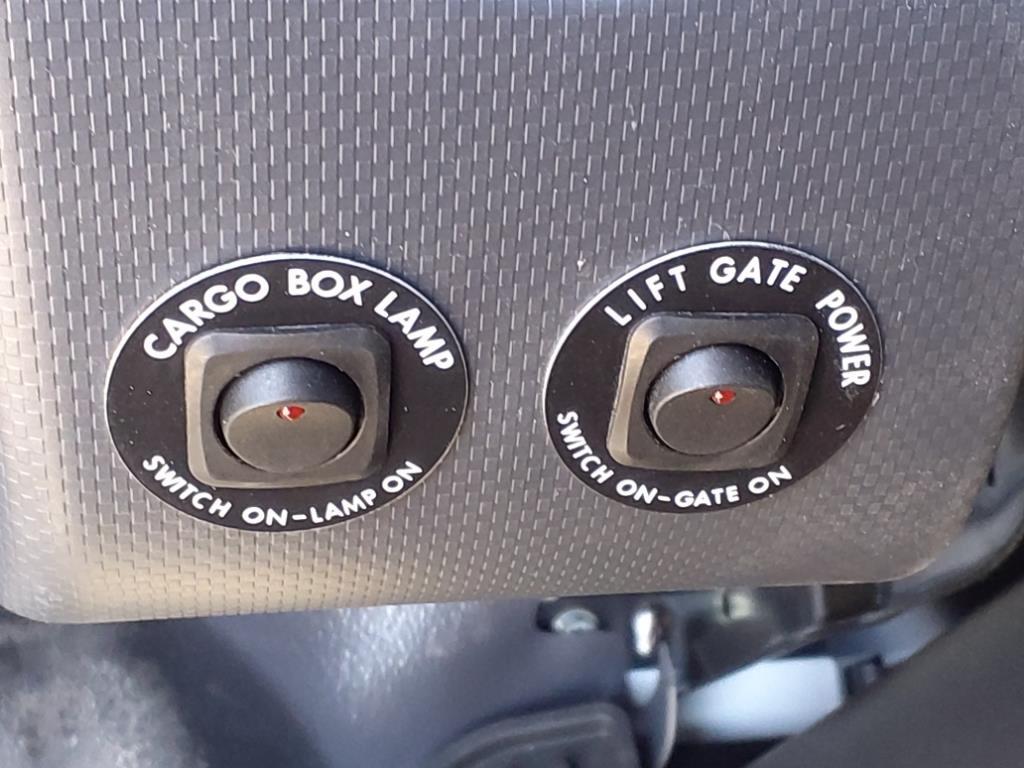 CARGO BOX LAMP
SWITCH ON-LAMP ON
LIFT GATE POWER
SWITCH ON-GATE ON